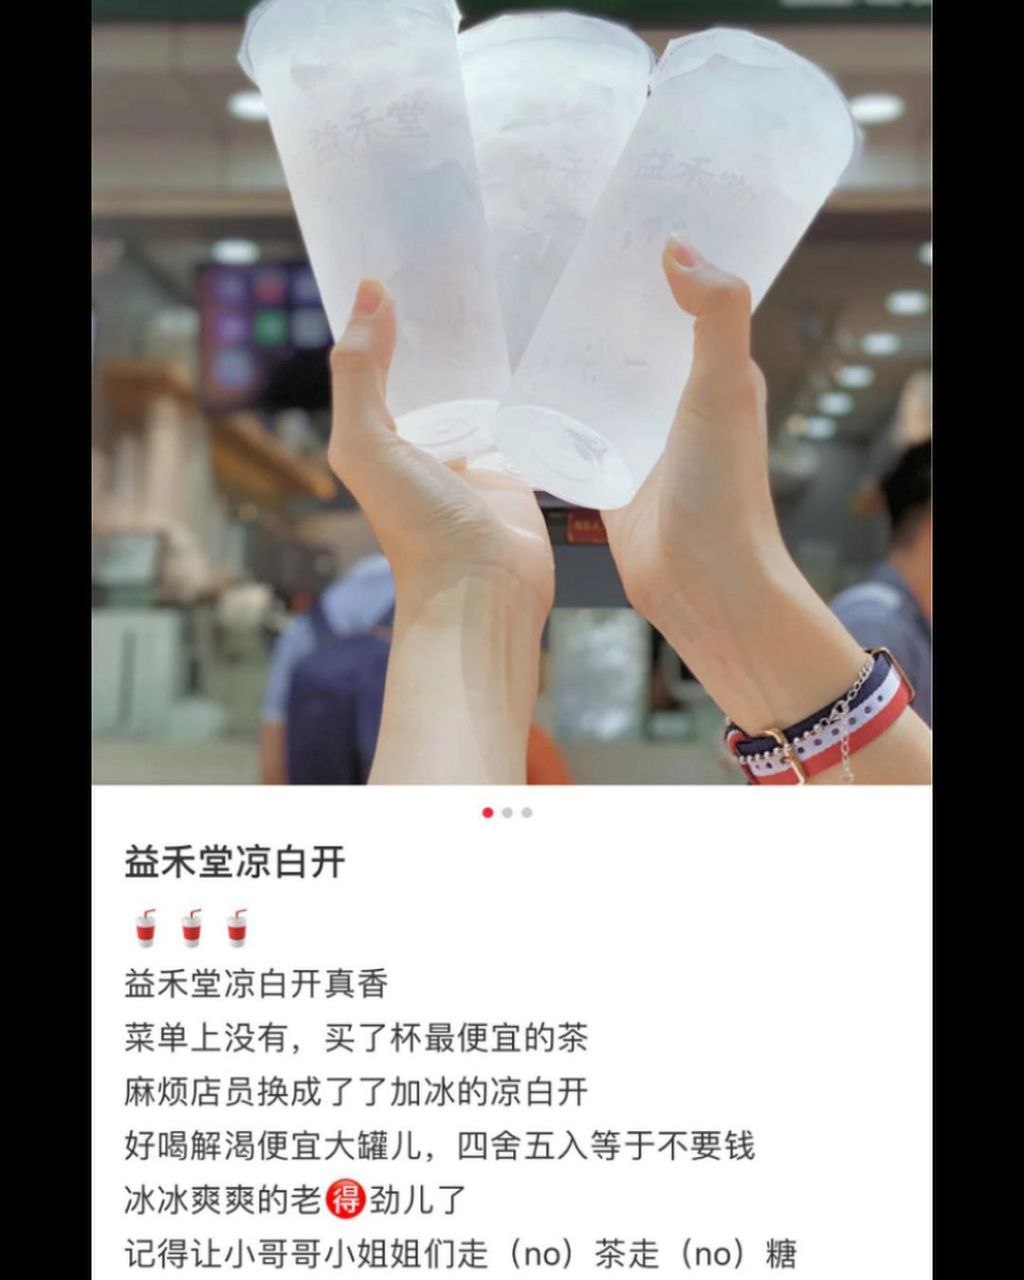 益禾堂
益禾
益禾堂
益禾堂凉白开
益禾堂凉白开真香
菜单上没有，买了杯最便宜的茶
麻烦店员换成了了加冰的凉白开
好喝解渴便宜大罐儿，四舍五入等于不要钱
冰冰爽爽的老🉐劲儿了
记得让小哥哥小姐姐们走（no）茶走（no）糖